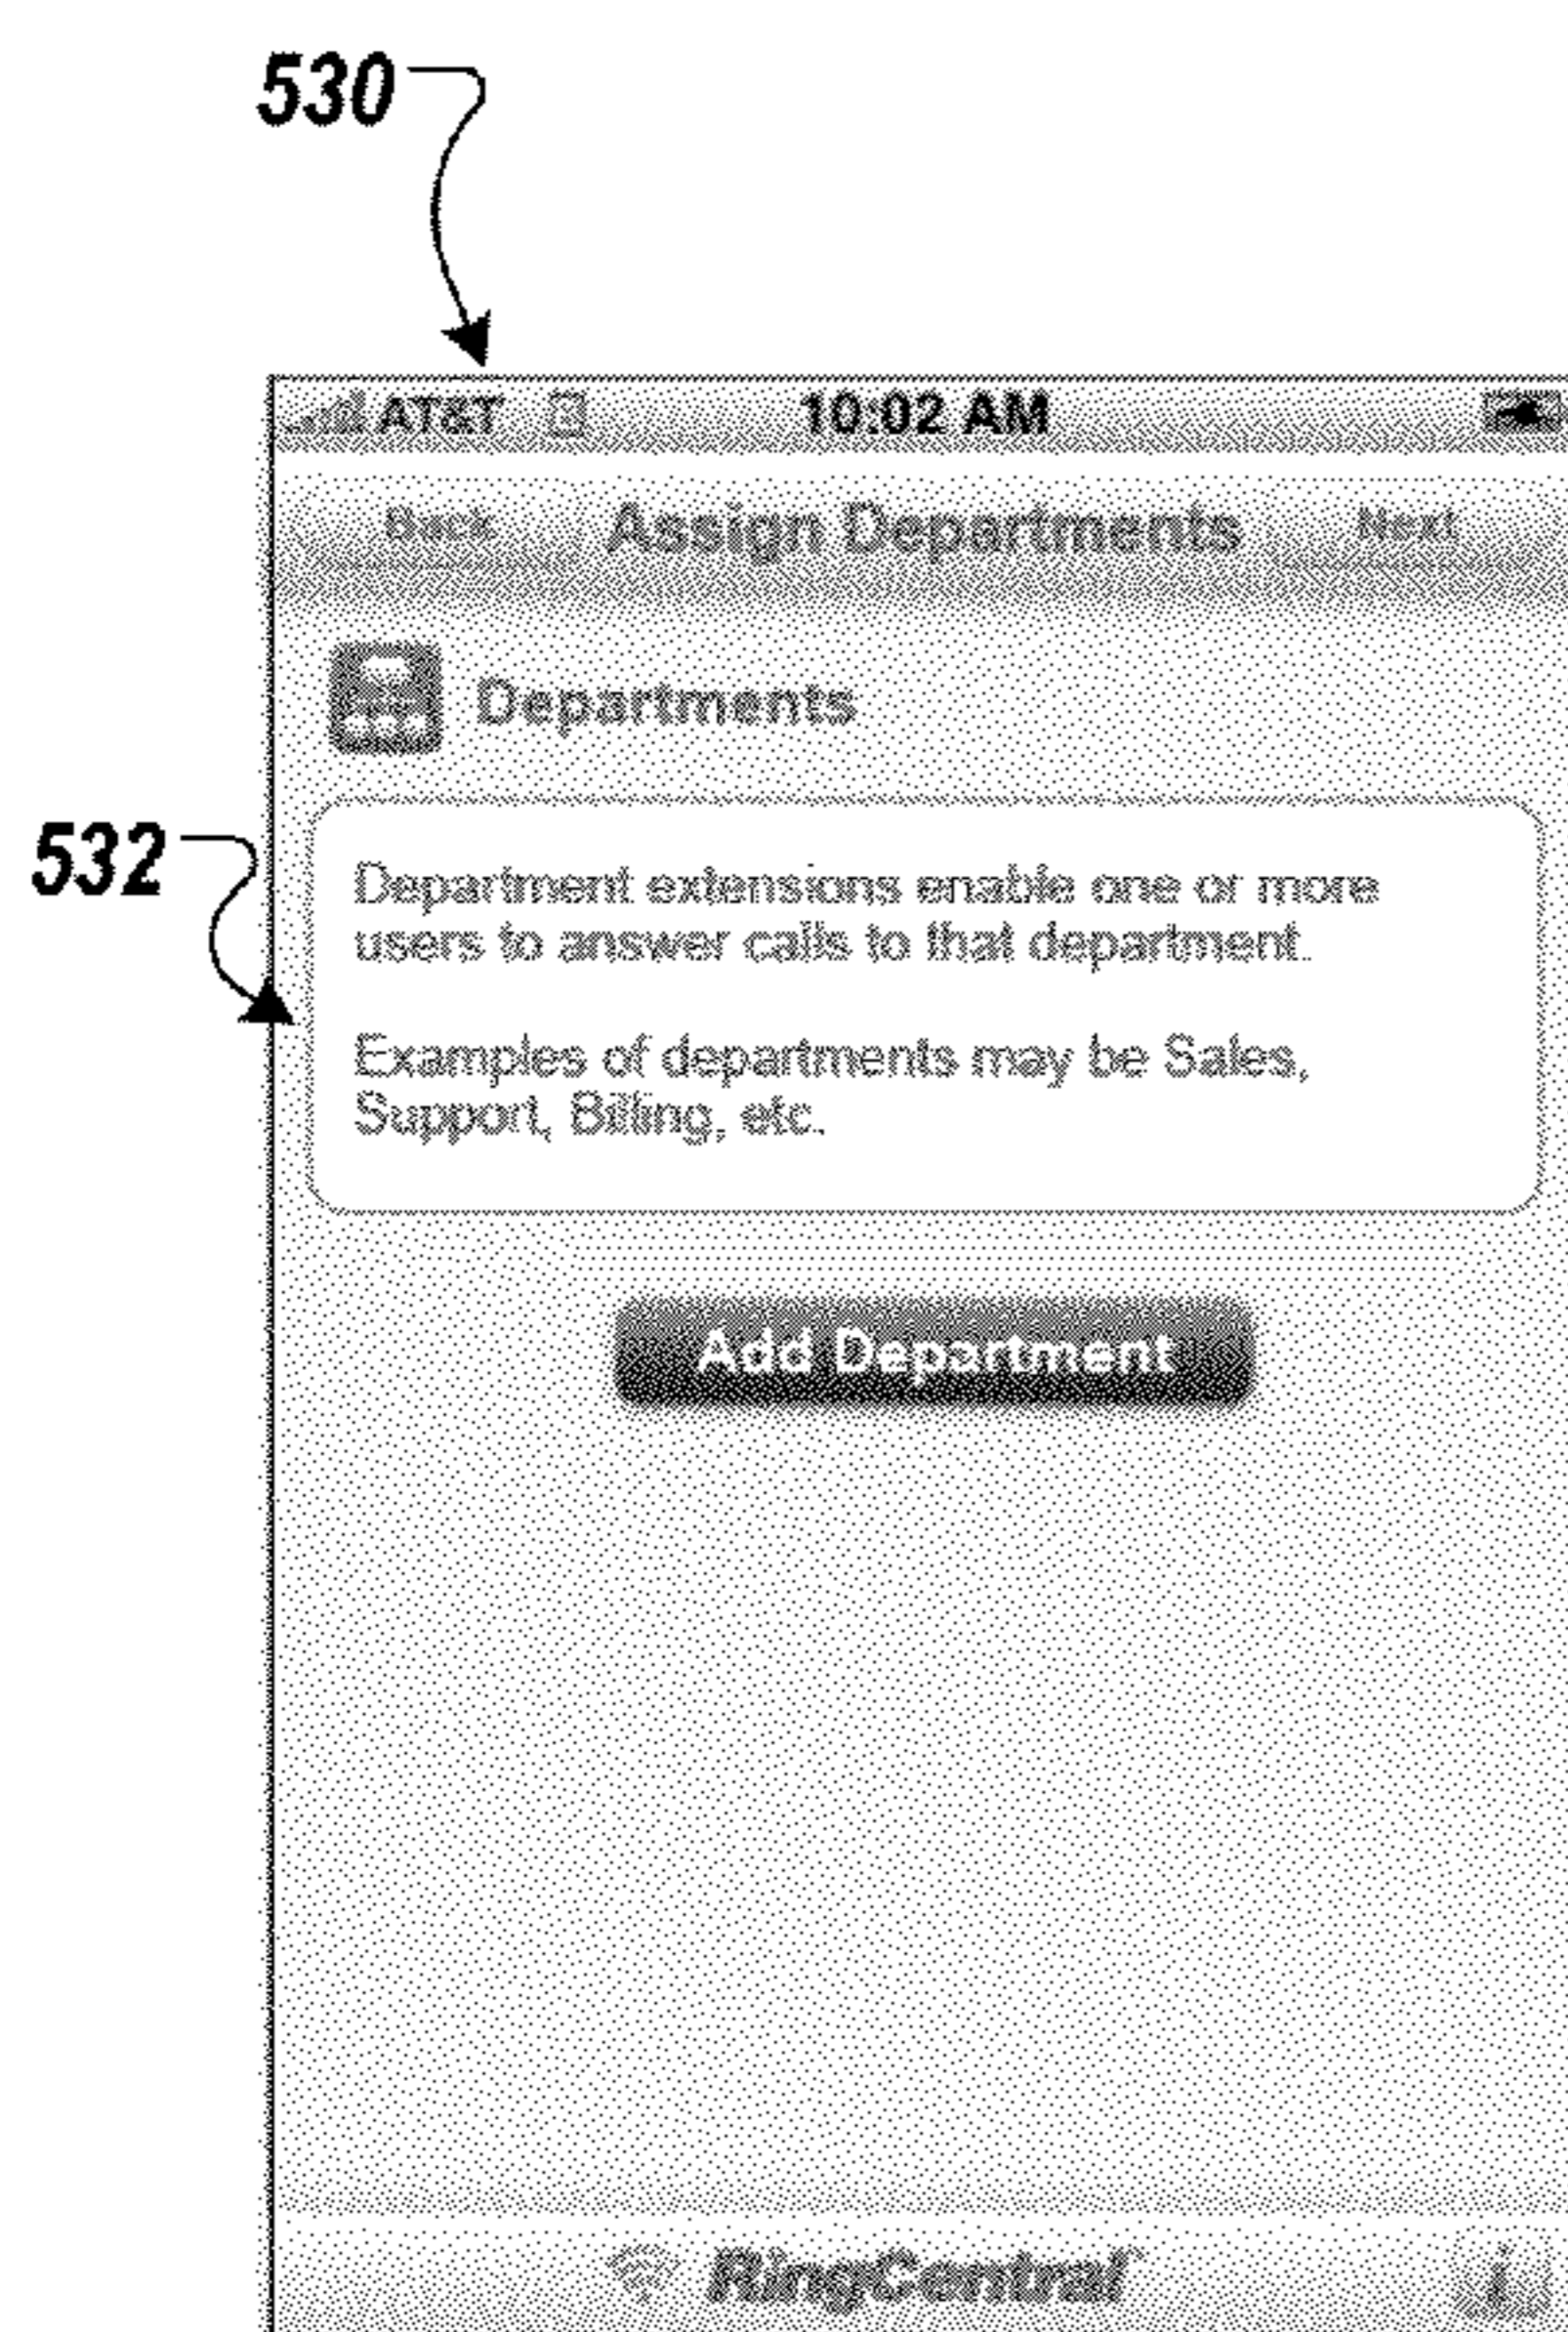 530
AT&T 10:02 AM
Back Assign Departments Next
Departments
532
Department extensions enable one or more
users to answer calls to that department.
Examples of departments may be Sales,
Support, Billing, etc.
Add Department
RingCentral i